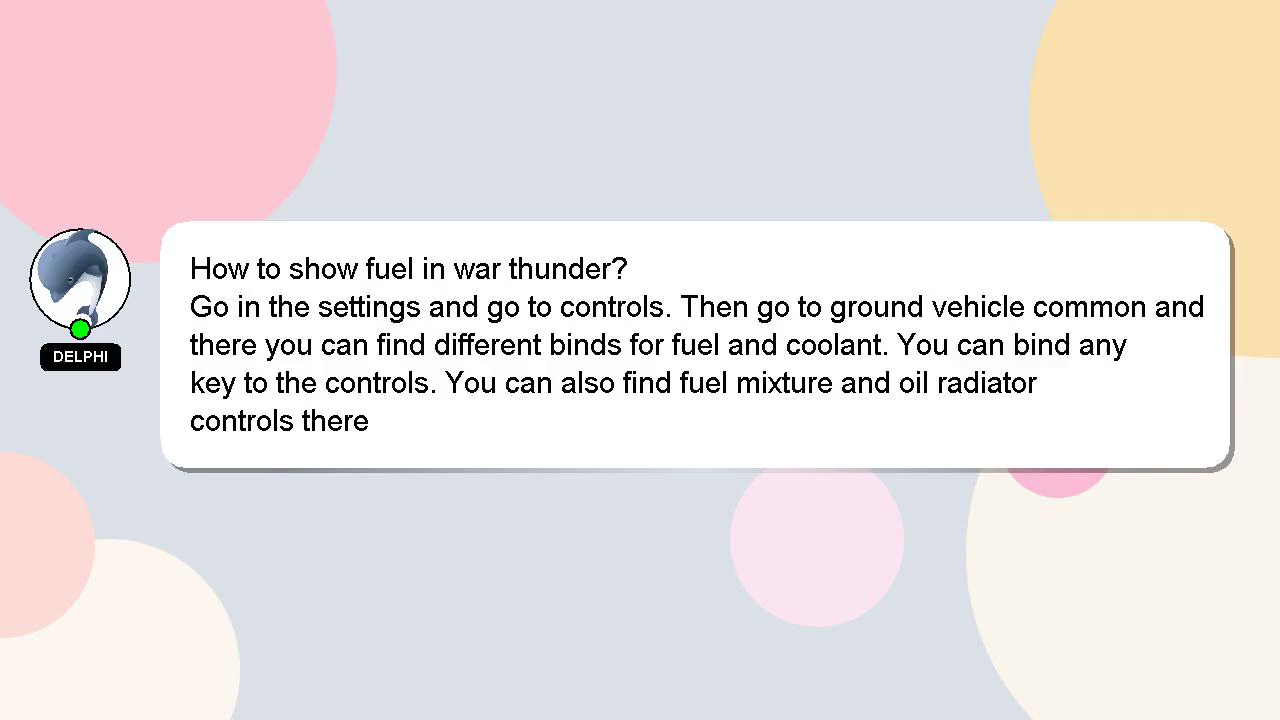 How to show fuel in war thunder?
Go in the settings and go to controls. Then go to ground vehicle common and
there you can find different binds for fuel and coolant. You can bind any
key to the controls. You can also find fuel mixture and oil radiator
controls there
DELPHI